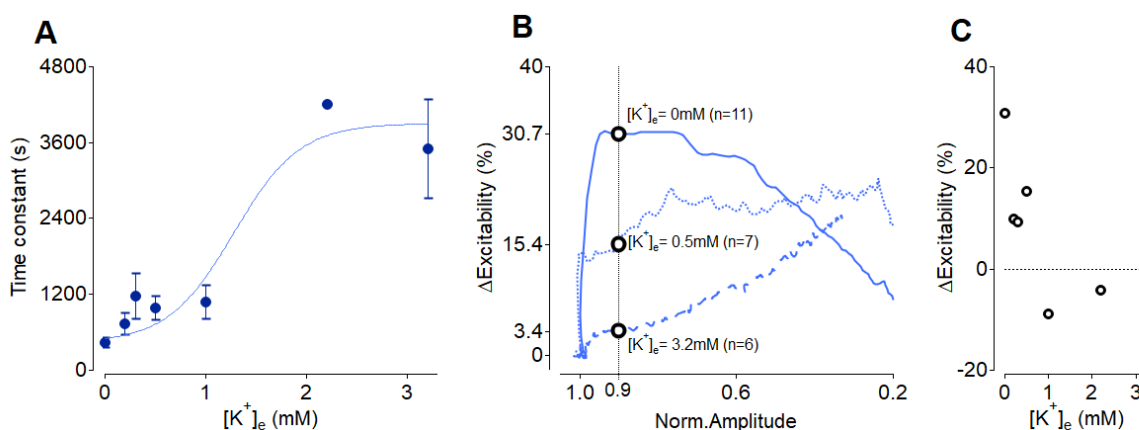 A
4800
3600
2400
1200
0
Time constant (s)
0 1 2 3
[K⁺]ₑ (mM)
B
40
30.7
15.4
3.4
0
ΔExcitability (%)
[K⁺]ₑ = 0mM (n=11)
[K⁺]ₑ = 0.5mM (n=7)
[K⁺]ₑ = 3.2mM (n=6)
1.0 0.9 0.6 0.2
Norm.Amplitude
C
40
20
0
-20
ΔExcitability (%)
0 1 2 3
[K⁺]ₑ (mM)